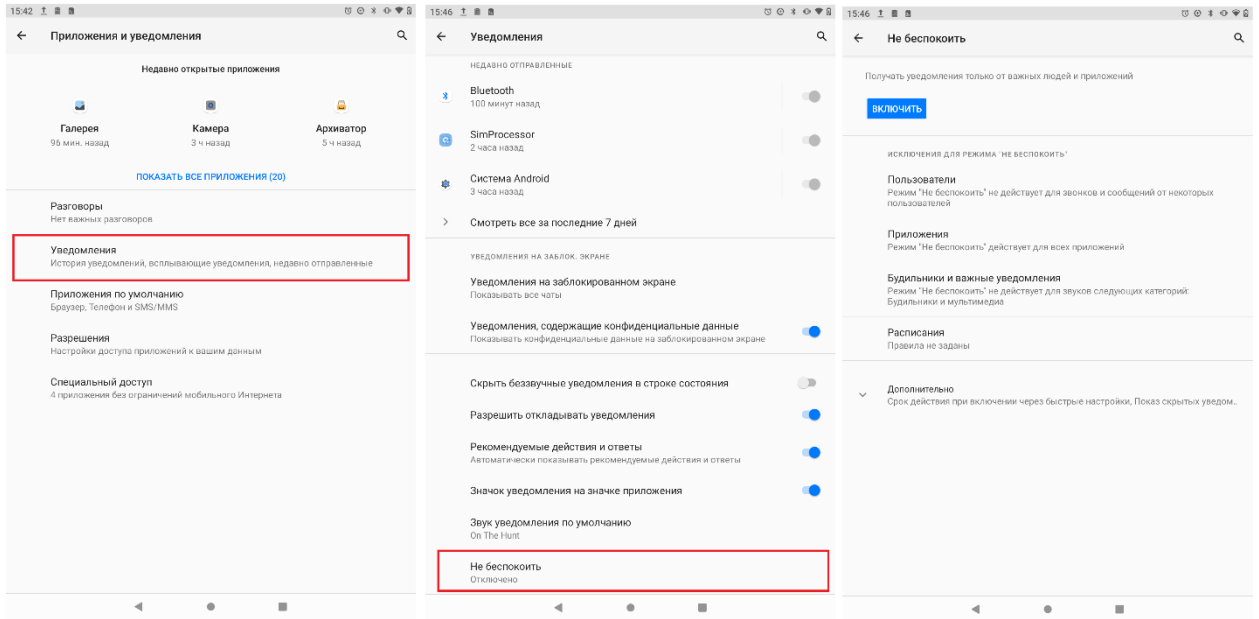 15:42
Приложения и уведомления
Недавно открытые приложения
Галерея
96 мин. назад
Камера
3 ч назад
Архиватор
5 ч назад
ПОКАЗАТЬ ВСЕ ПРИЛОЖЕНИЯ (20)
Разговоры
Нет важных разговоров
Уведомления
История уведомлений, всплывающие уведомления, недавно отправленные
Приложения по умолчанию
Браузер, Телефон и SMS/MMS
Разрешения
Настройки доступа приложений к вашим данным
Специальный доступ
4 приложения без ограничений мобильного Интернета
15:46
Уведомления
НЕДАВНО ОТПРАВЛЕННЫЕ
Bluetooth
100 минут назад
SimProcessor
2 часа назад
Система Android
3 часа назад
Смотреть все за последние 7 дней
УВЕДОМЛЕНИЯ НА ЗАБЛОК. ЭКРАНЕ
Уведомления на заблокированном экране
Показывать все чаты
Уведомления, содержащие конфиденциальные данные
Показывать конфиденциальные данные на заблокированном экране
Скрыть беззвучные уведомления в строке состояния
Разрешить откладывать уведомления
Рекомендуемые действия и ответы
Автоматически показывать рекомендуемые действия и ответы
Значок уведомления на значке приложения
Звук уведомления по умолчанию
On The Hunt
Не беспокоить
Отключено
15:46
Не беспокоить
Получать уведомления только от важных людей и приложений
ВКЛЮЧИТЬ
ИСКЛЮЧЕНИЯ ДЛЯ РЕЖИМА "НЕ БЕСПОКОИТЬ"
Пользователи
Режим "Не беспокоить" не действует для звонков и сообщений от некоторых
пользователей
Приложения
Режим "Не беспокоить" действует для всех приложений
Будильники и важные уведомления
Режим "Не беспокоить" не действует для звуков следующих категорий:
Будильники и мультимедиа
Расписания
Правила не заданы
Дополнительно
Срок действия при включении через быстрые настройки, Показ скрытых уведом..